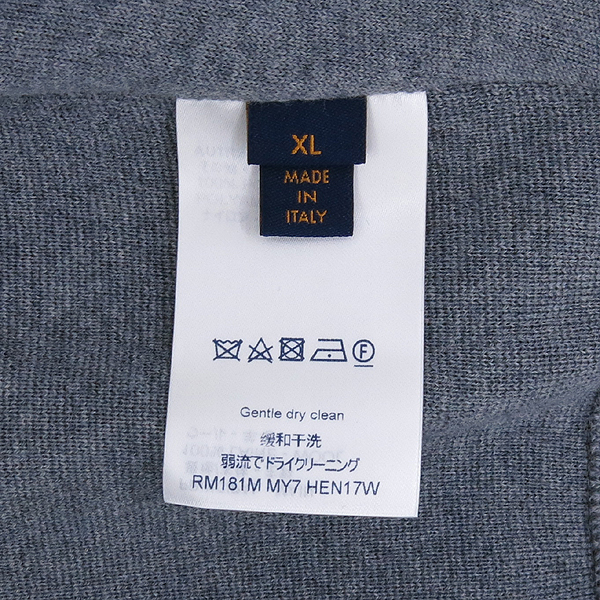 XL
MADE
IN
ITALY
F
Gentle dry clean
缓和干洗
弱流でドライクリーニング
RM181M MY7 HEN17W